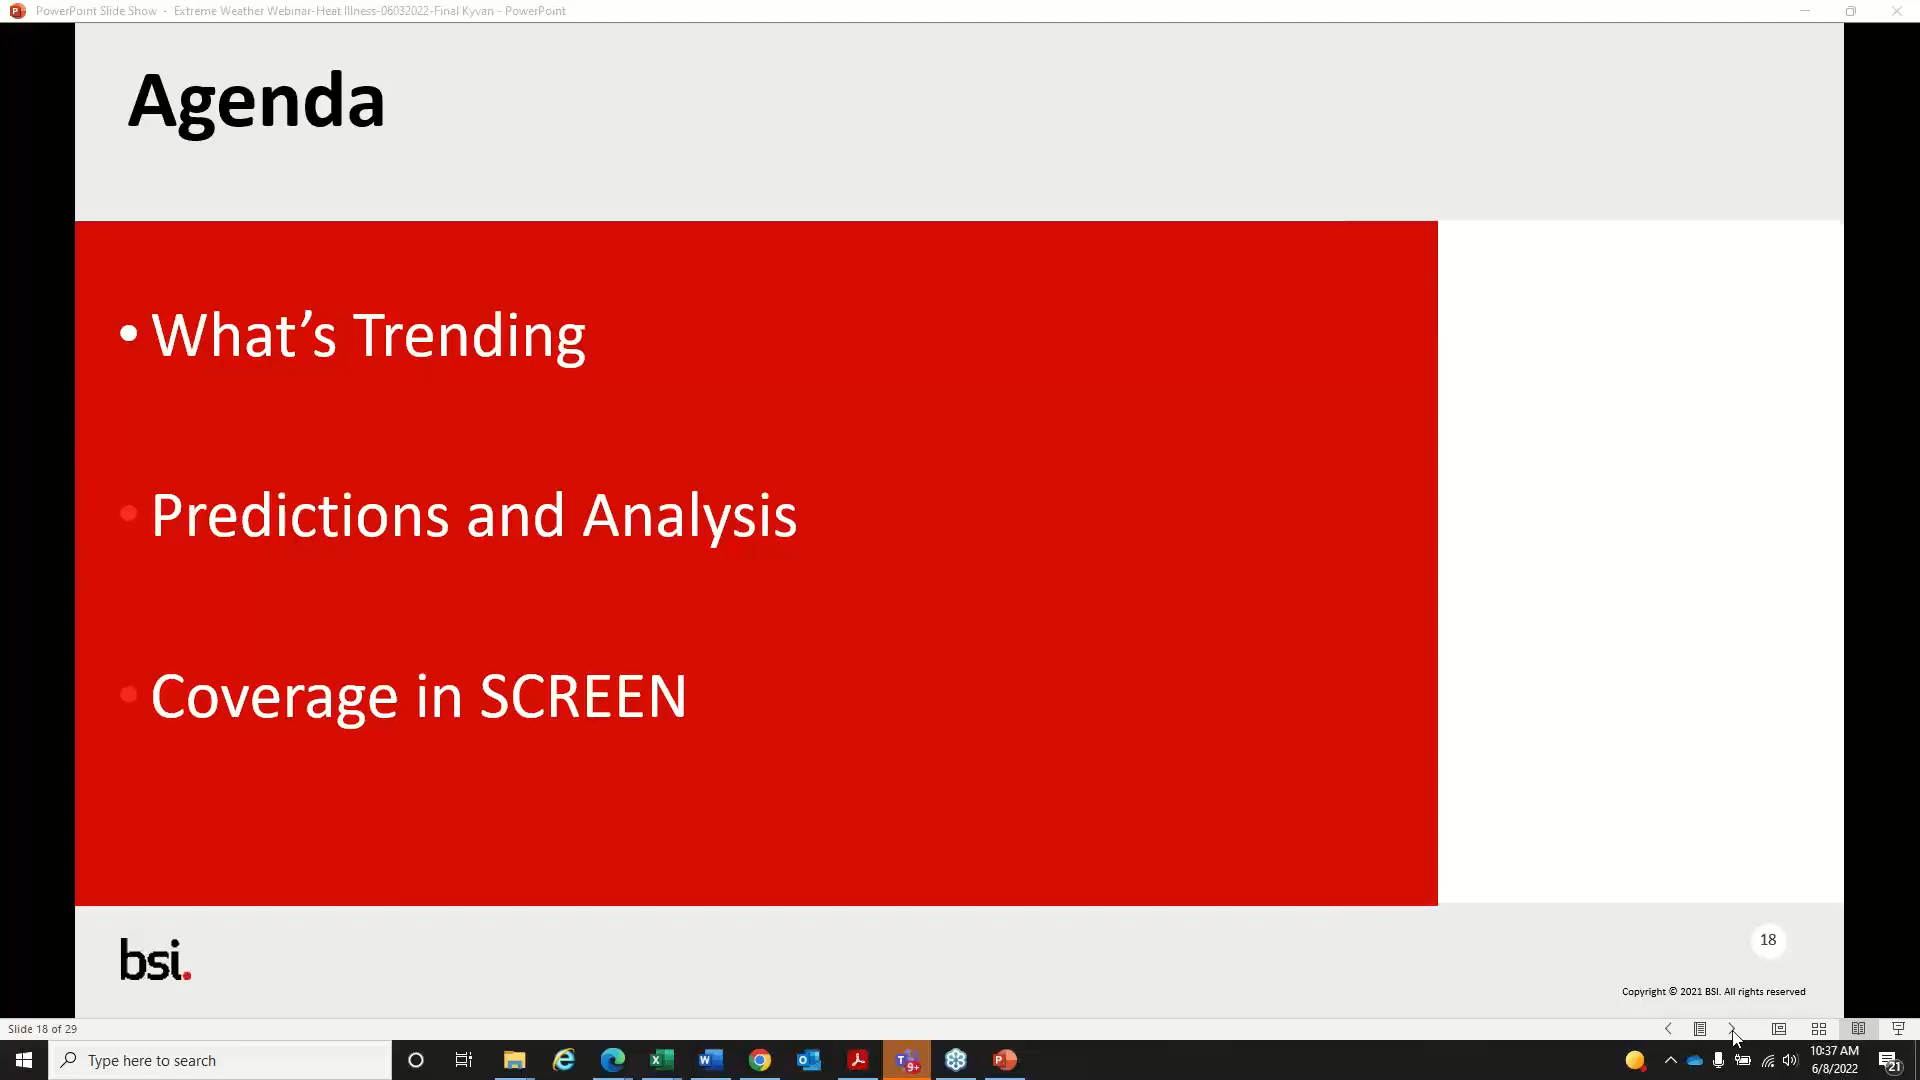 PowerPoint Slide Show - Extreme Weather Webinar-Heat Illness-06032022-Final Kyvan - PowerPoint
Agenda
• What’s Trending
• Predictions and Analysis
• Coverage in SCREEN
bsi.
18
Copyright © 2021 BSI. All rights reserved
Slide 18 of 29
Type here to search
9+
10:37 AM
6/8/2022
21